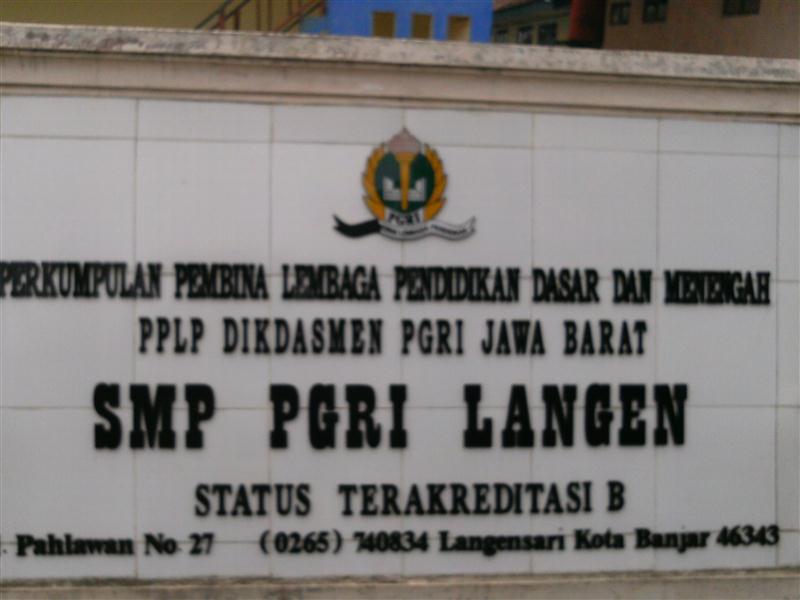 PGRI
PERKUMPULAN PEMBINA LEMBAGA PENDIDIKAN DASAR DAN MENENGAH
PPLP DIKDASMEN PGRI JAWA BARAT
SMP PGRI LANGEN
STATUS TERAKREDITASI B
. Pahlawan No 27 (0265) 740834 Langensari Kota Banjar 46343